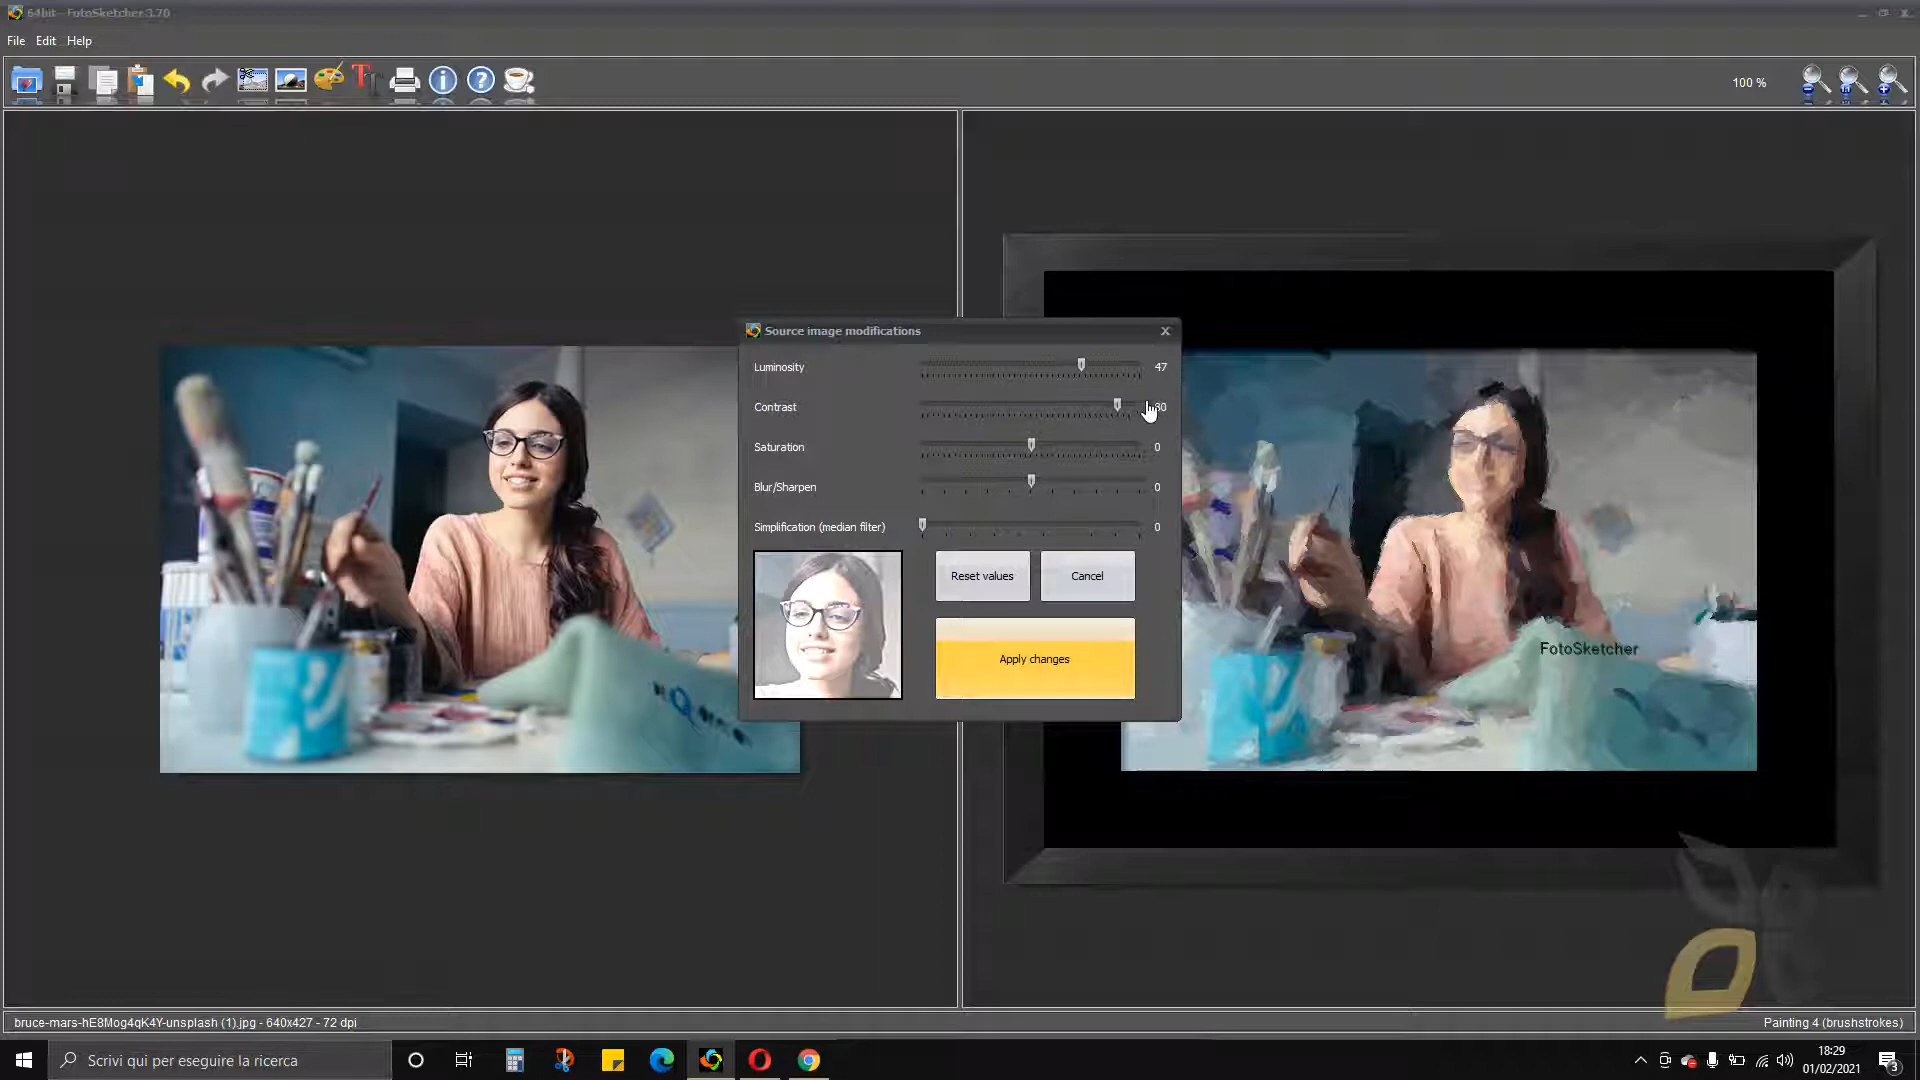 64bit - FotoSketcher 3.70
File Edit Help
100 %
Source image modifications
Luminosity 47
Contrast
Saturation 0
Blur/Sharpen 0
Simplification (median filter) 0
Reset values Cancel
Apply changes
FotoSketcher
bruce-mars-hE8Mog4qK4Y-unsplash (1).jpg - 640x427 - 72 dpi
Painting 4 (brushstrokes)
Scrivi qui per eseguire la ricerca
18:29
01/02/2021
3